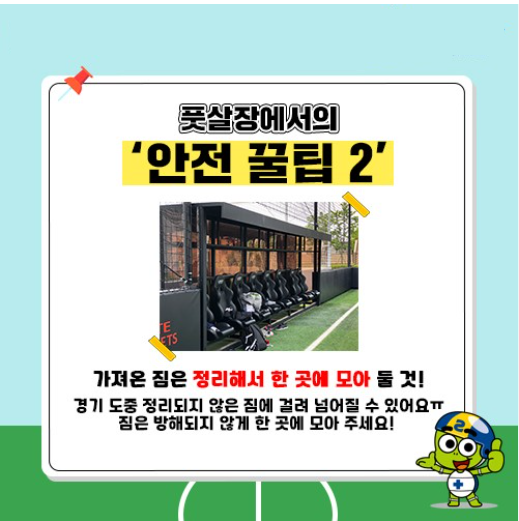 풋살장에서의
‘안전 꿀팁 2’
TE
ETS
가져온 짐은 정리해서 한 곳에 모아 둘 것!
경기 도중 정리되지 않은 짐에 걸려 넘어질 수 있어요ㅠ
짐은 방해되지 않게 한 곳에 모아 주세요!